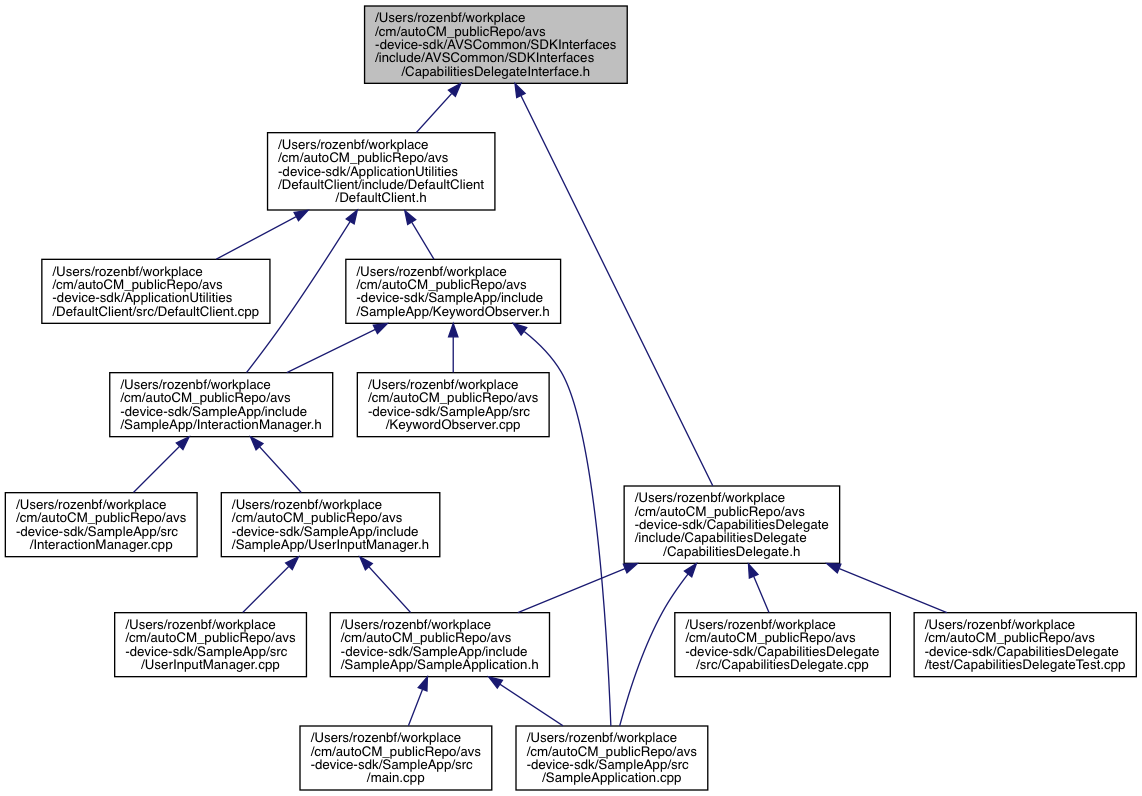 /Users/rozenbf/workplace
/cm/autoCM_publicRepo/avs
-device-sdk/AVSCommon/SDKInterfaces
/include/AVSCommon/SDKInterfaces
/CapabilitiesDelegateInterface.h
/Users/rozenbf/workplace
/cm/autoCM_publicRepo/avs
-device-sdk/ApplicationUtilities
/DefaultClient/include/DefaultClient
/DefaultClient.h
/Users/rozenbf/workplace
/cm/autoCM_publicRepo/avs
-device-sdk/ApplicationUtilities
/DefaultClient/src/DefaultClient.cpp
/Users/rozenbf/workplace
/cm/autoCM_publicRepo/avs
-device-sdk/SampleApp/include
/SampleApp/KeywordObserver.h
/Users/rozenbf/workplace
/cm/autoCM_publicRepo/avs
-device-sdk/SampleApp/include
/SampleApp/InteractionManager.h
/Users/rozenbf/workplace
/cm/autoCM_publicRepo/avs
-device-sdk/SampleApp/src
/KeywordObserver.cpp
/Users/rozenbf/workplace
/cm/autoCM_publicRepo/avs
-device-sdk/SampleApp/src
/InteractionManager.cpp
/Users/rozenbf/workplace
/cm/autoCM_publicRepo/avs
-device-sdk/SampleApp/include
/SampleApp/UserInputManager.h
/Users/rozenbf/workplace
/cm/autoCM_publicRepo/avs
-device-sdk/CapabilitiesDelegate
/include/CapabilitiesDelegate
/CapabilitiesDelegate.h
/Users/rozenbf/workplace
/cm/autoCM_publicRepo/avs
-device-sdk/SampleApp/src
/UserInputManager.cpp
/Users/rozenbf/workplace
/cm/autoCM_publicRepo/avs
-device-sdk/SampleApp/include
/SampleApp/SampleApplication.h
/Users/rozenbf/workplace
/cm/autoCM_publicRepo/avs
-device-sdk/CapabilitiesDelegate
/src/CapabilitiesDelegate.cpp
/Users/rozenbf/workplace
/cm/autoCM_publicRepo/avs
-device-sdk/CapabilitiesDelegate
/test/CapabilitiesDelegateTest.cpp
/Users/rozenbf/workplace
/cm/autoCM_publicRepo/avs
-device-sdk/SampleApp/src
/main.cpp
/Users/rozenbf/workplace
/cm/autoCM_publicRepo/avs
-device-sdk/SampleApp/src
/SampleApplication.cpp